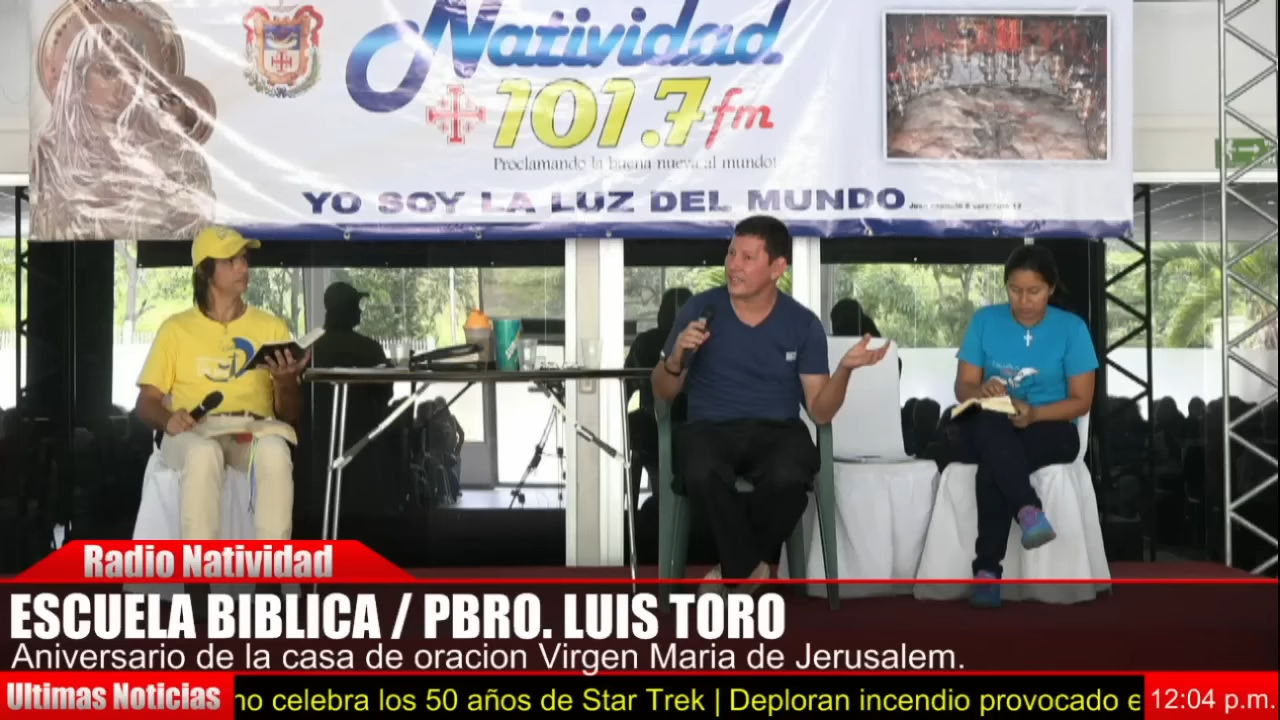 Natividad
101.7 fm
Proclamando la buena nueva al mundo!
YO SOY LA LUZ DEL MUNDO
Radio Natividad
ESCUELA BIBLICA / PBRO. LUIS TORO
Aniversario de la casa de oracion Virgen Maria de Jerusalem.
Ultimas Noticias
no celebra los 50 años de Star Trek | Deploran incendio provocado e
12:04 p.m.